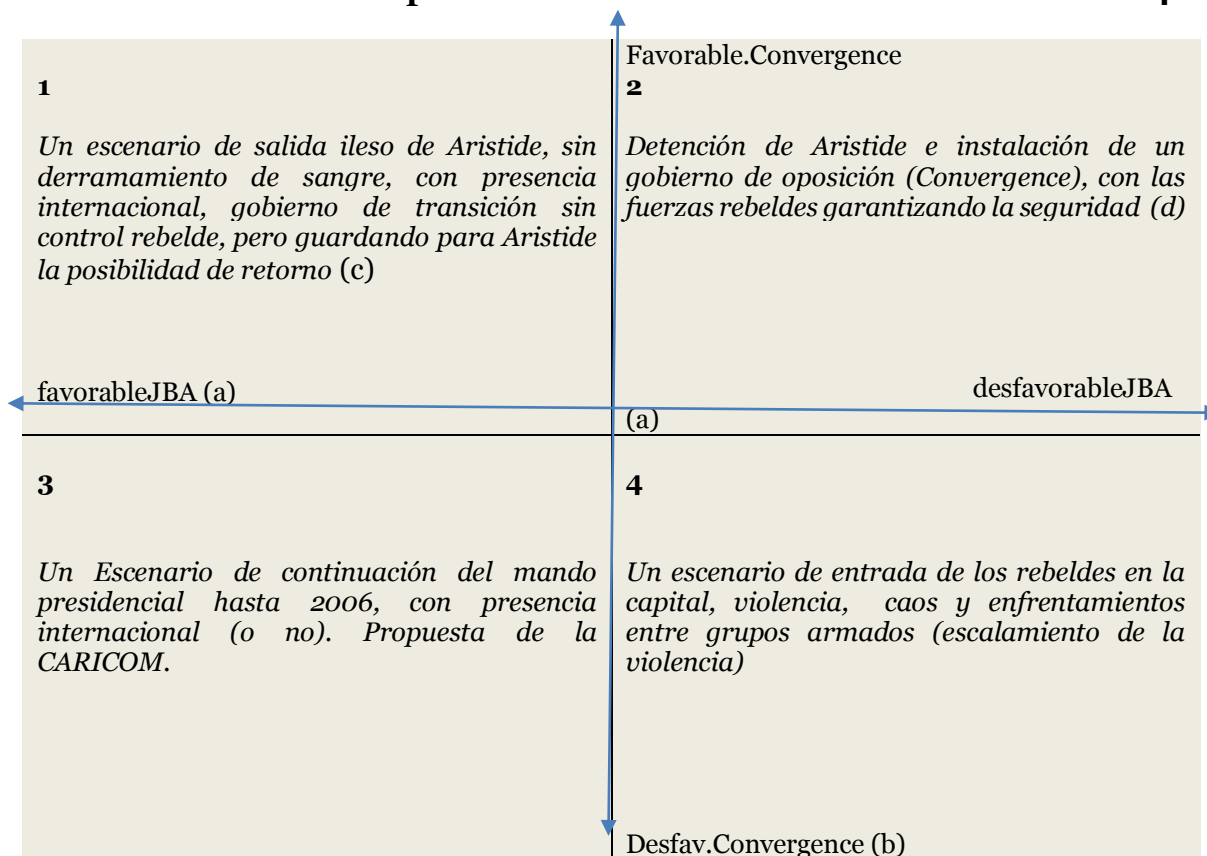 Favorable.Convergence
1
2
Un escenario de salida ileso de Aristide, sin
derramamiento de sangre, con presencia
internacional, gobierno de transición sin
control rebelde, pero guardando para Aristide
la posibilidad de retorno (c)
Detención de Aristide e instalación de un
gobierno de oposición (Convergence), con las
fuerzas rebeldes garantizando la seguridad (d)
favorableJBA (a)
desfavorableJBA
(a)
3
Un Escenario de continuación del mando
presidencial hasta 2006, con presencia
internacional (o no). Propuesta de la
CARICOM.
4
Un escenario de entrada de los rebeldes en la
capital, violencia, caos y enfrentamientos
entre grupos armados (escalamiento de la
violencia)
Desfav.Convergence (b)